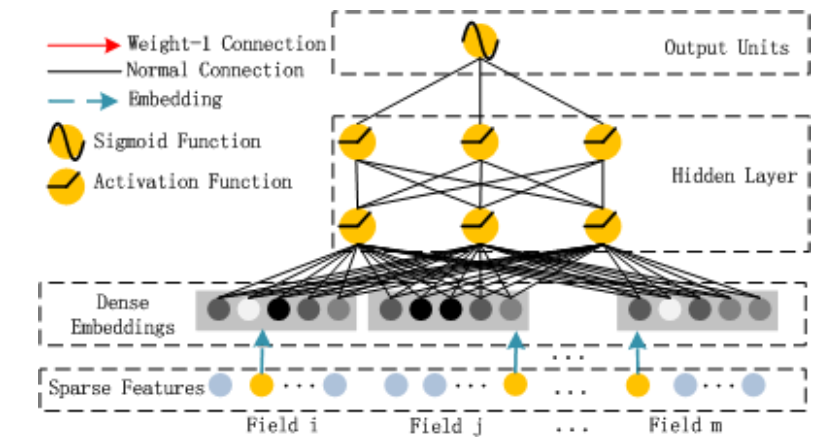 Weight-1 Connection
Normal Connection
Embedding
Sigmoid Function
Activation Function
Output Units
Hidden Layer
Dense
Embeddings
...
Sparse Features
...
...
...
...
Field i
Field j
...
Field m